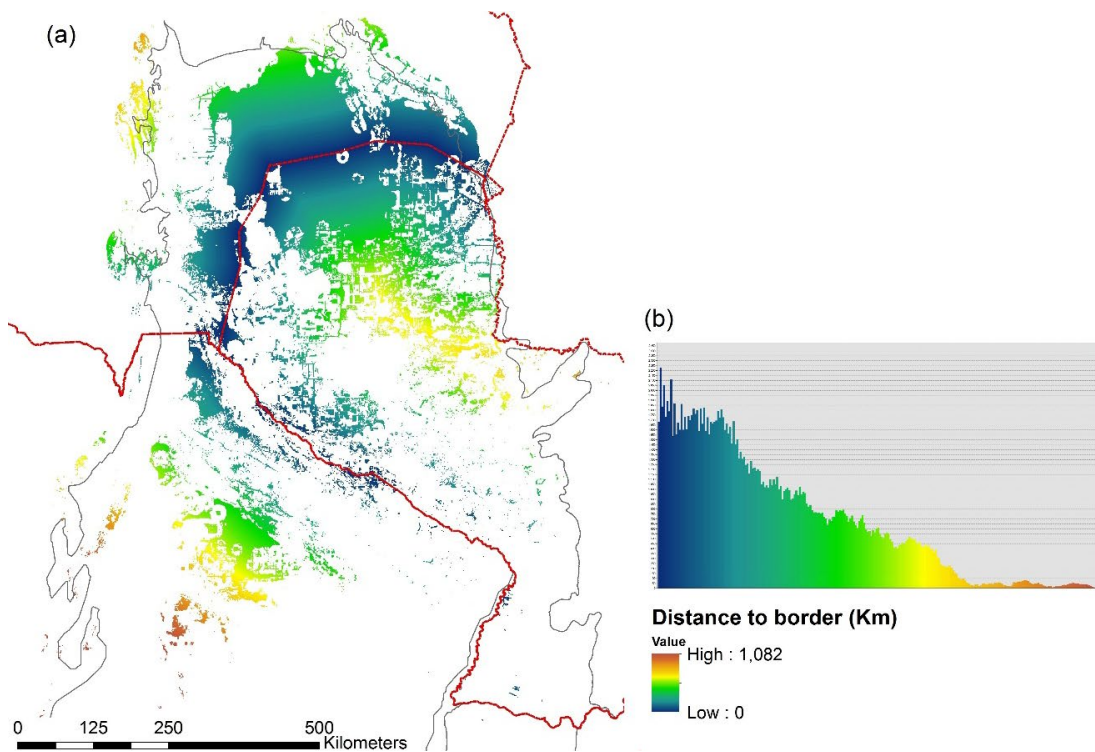 (a)
(b)
Distance to border (Km)
Value
High : 1,082
Low : 0
0 125 250 500
Kilometers